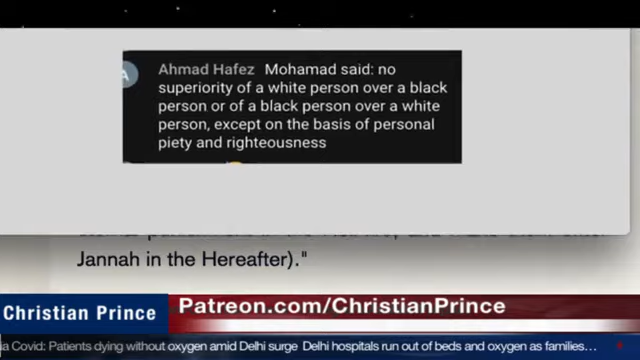 Ahmad Hafez Mohamad said: no
superiority of a white person over a black
person or of a black person over a white
person, except on the basis of personal
piety and righteousness
Jannah in the Hereafter)."
Christian Prince
Patreon.com/ChristianPrince
ia Covid: Patients dying without oxygen amid Delhi surge Delhi hospitals run out of beds and oxygen as families...